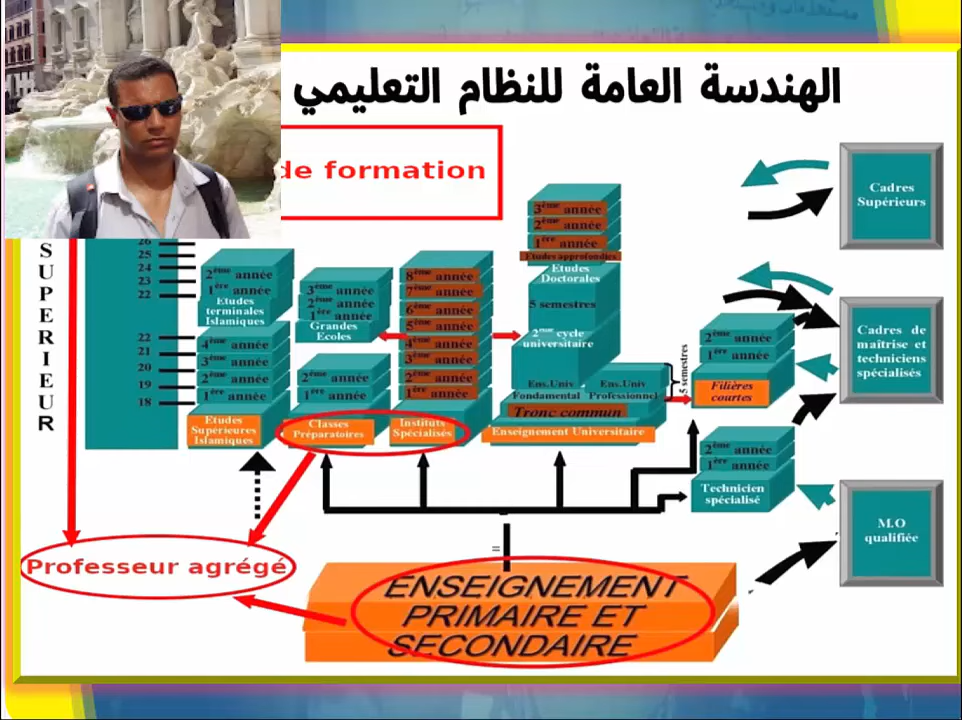 الهندسة العامة للنظام التعليمي
de formation
SUPERIEUR
26
25
24
23
22
22
21
20
19
18
2ème année
1ère année
Etudes
terminales
Islamiques
4ème année
3ème année
2ème année
1ère année
Etudes
Supérieures
Islamiques
3ème année
2ème année
1ère année
Grandes
Ecoles
2ème année
1ère année
Classes
Préparatoires
8ème année
7ème année
6ème année
5ème année
4ème année
3ème année
2ème année
1ère année
Instituts
Spécialisés
3ème année
2ème année
1ère année
Etudes approfondies
Etudes
Doctorales
5 semestres
2ème cycle
universitaire
Ens.Univ
Fondamental
Ens.Univ
Professionnel
Tronc commun
Enseignement Universitaire
5 semestres
2ème année
1ère année
Filières
courtes
2ème année
1ère année
Technicien
spécialisé
Cadres
Supérieurs
Cadres de
maîtrise et
techniciens
spécialisés
M.O
qualifiée
=
Professeur agrégé
ENSEIGNEMENT
PRIMAIRE ET
SECONDAIRE